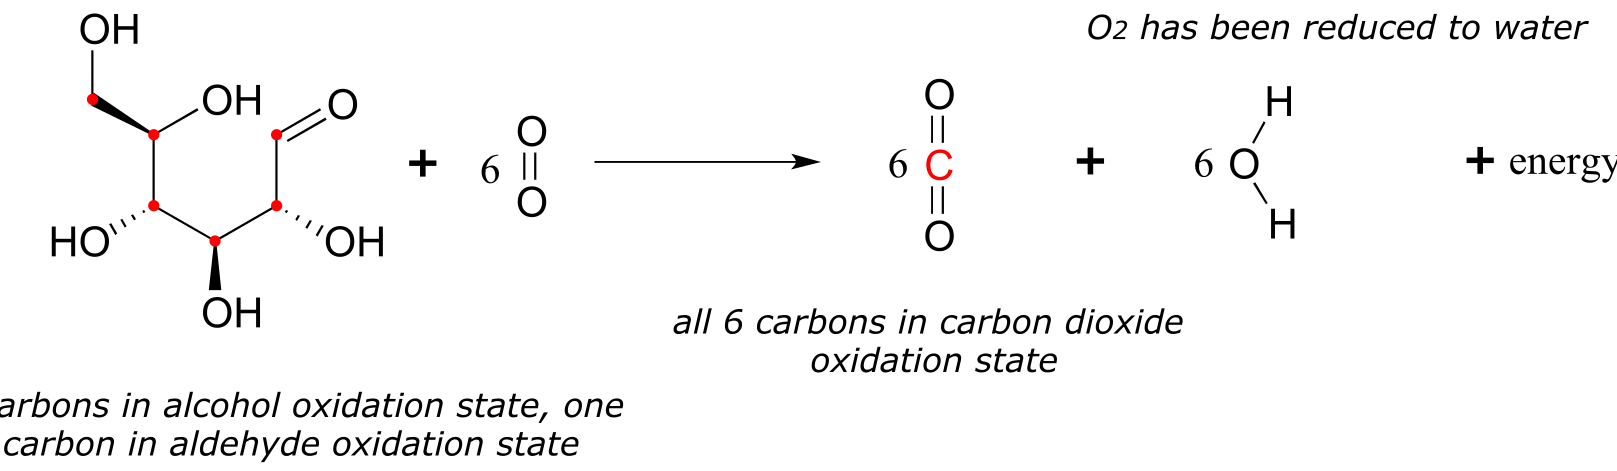 O2 has been reduced to water
OH
OH
O
HO
OH
OH
+
6 O
O
6 O
C
O
+
6 O
H
H
+ energy
all 6 carbons in carbon dioxide
oxidation state
arbons in alcohol oxidation state, one
carbon in aldehyde oxidation state